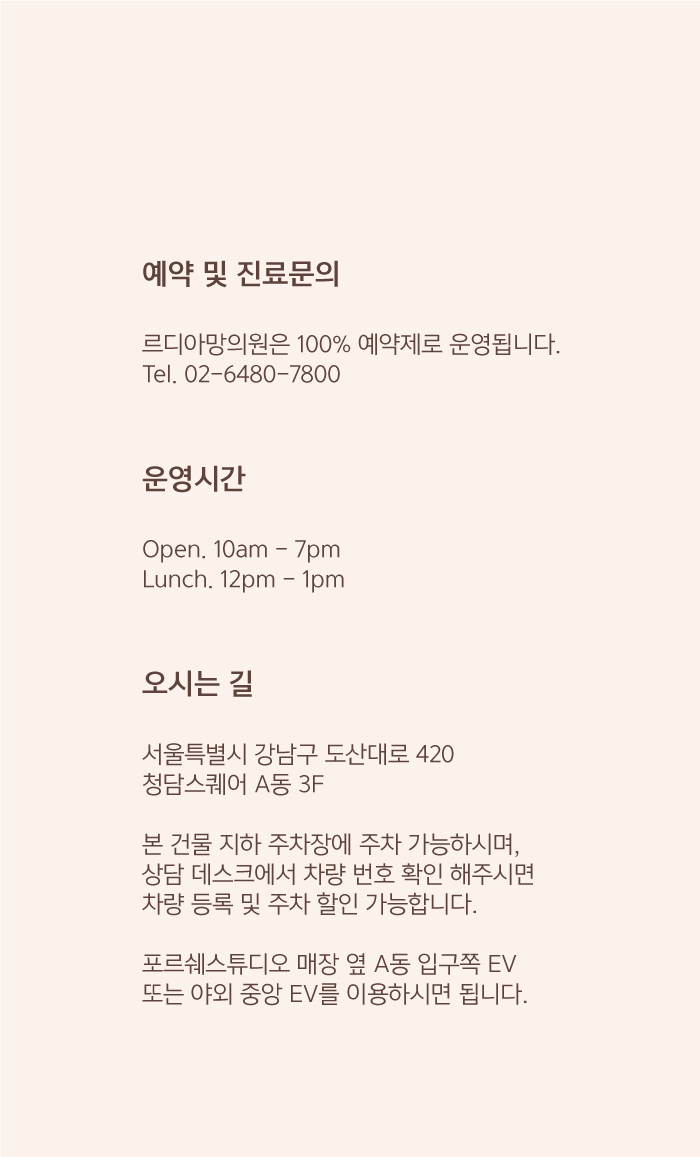 예약 및 진료문의
르디아망의원은 100% 예약제로 운영됩니다.
Tel. 02-6480-7800
운영시간
Open. 10am - 7pm
Lunch. 12pm - 1pm
오시는 길
서울특별시 강남구 도산대로 420
청담스퀘어 A동 3F
본 건물 지하 주차장에 주차 가능하시며,
상담 데스크에서 차량 번호 확인 해주시면
차량 등록 및 주차 할인 가능합니다.
포르쉐스튜디오 매장 옆 A동 입구쪽 EV
또는 야외 중앙 EV를 이용하시면 됩니다.